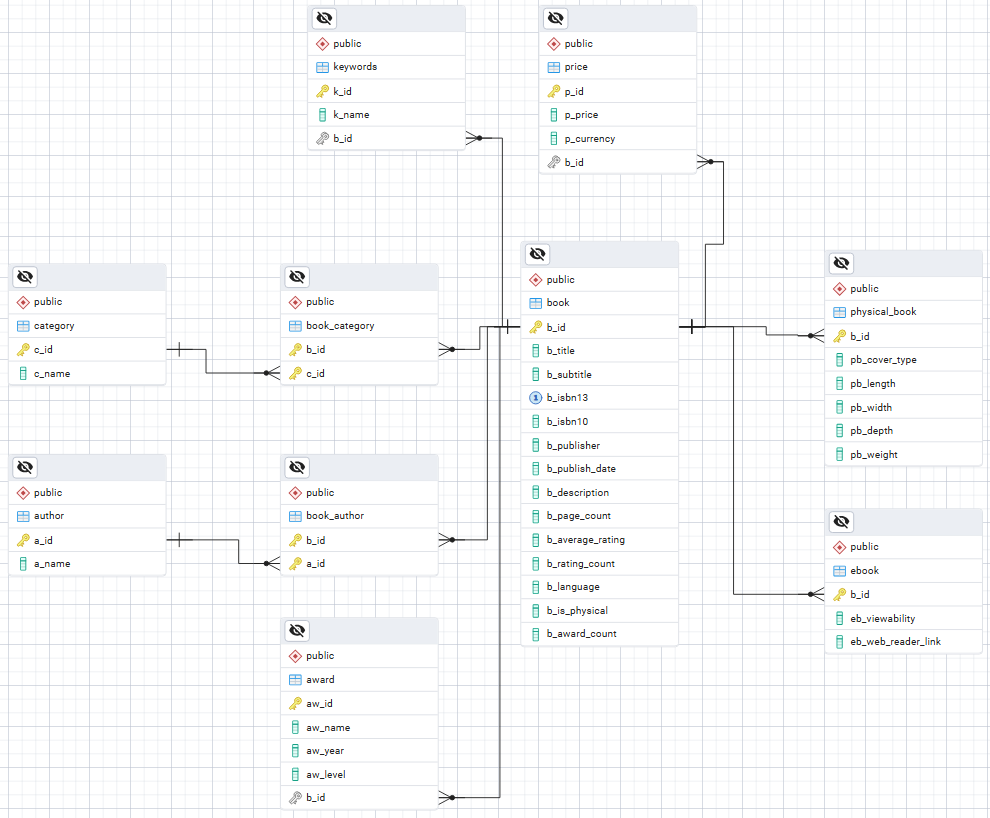 public
keywords
k_id
k_name
b_id
public
price
p_id
p_price
p_currency
b_id
public
category
c_id
c_name
public
book_category
b_id
c_id
public
book
b_id
b_title
b_subtitle
1 b_isbn13
b_isbn10
b_publisher
b_publish_date
b_description
b_page_count
b_average_rating
b_rating_count
b_language
b_is_physical
b_award_count
public
physical_book
b_id
pb_cover_type
pb_length
pb_width
pb_depth
pb_weight
public
author
a_id
a_name
public
book_author
b_id
a_id
public
ebook
b_id
eb_viewability
eb_web_reader_link
public
award
aw_id
aw_name
aw_year
aw_level
b_id